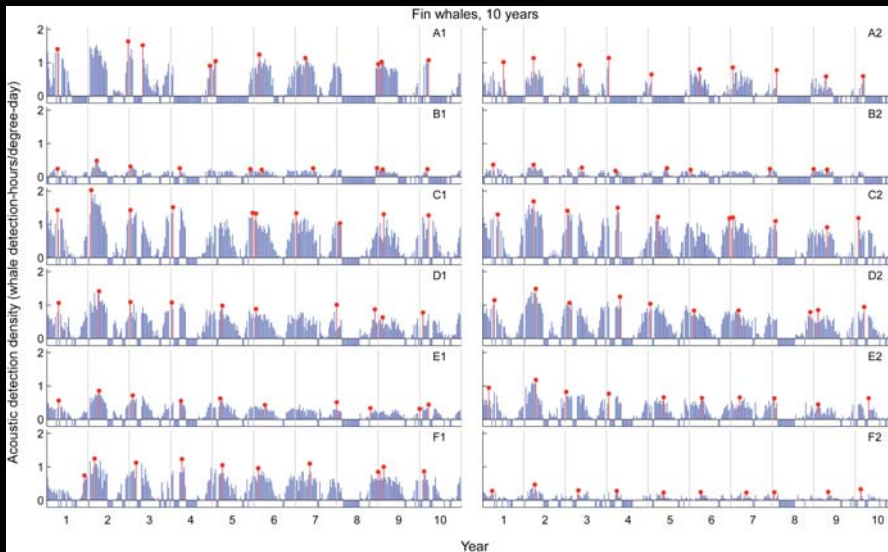 Fin whales, 10 years
Acoustic detection density (whale detection-hours/degree-day)
2 A1 A2
1
0
2 B1 B2
1
0
2 C1 C2
1
0
2 D1 D2
1
0
2 E1 E2
1
0
2 F1 F2
1
0
1 2 3 4 5 6 7 8 9 10 1 2 3 4 5 6 7 8 9 10
Year